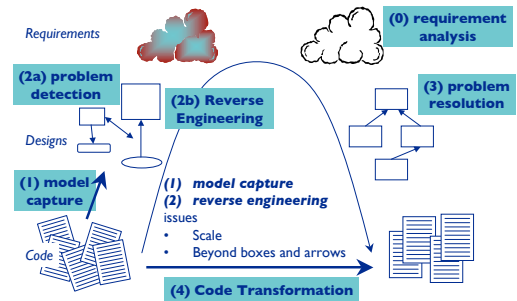 Requirements
(0) requirement
analysis
(2a) problem
detection
(2b) Reverse
Engineering
(3) problem
resolution
Designs
(1) model
capture
(1) model capture
(2) reverse engineering
issues
• Scale
• Beyond boxes and arrows
Code
(4) Code Transformation